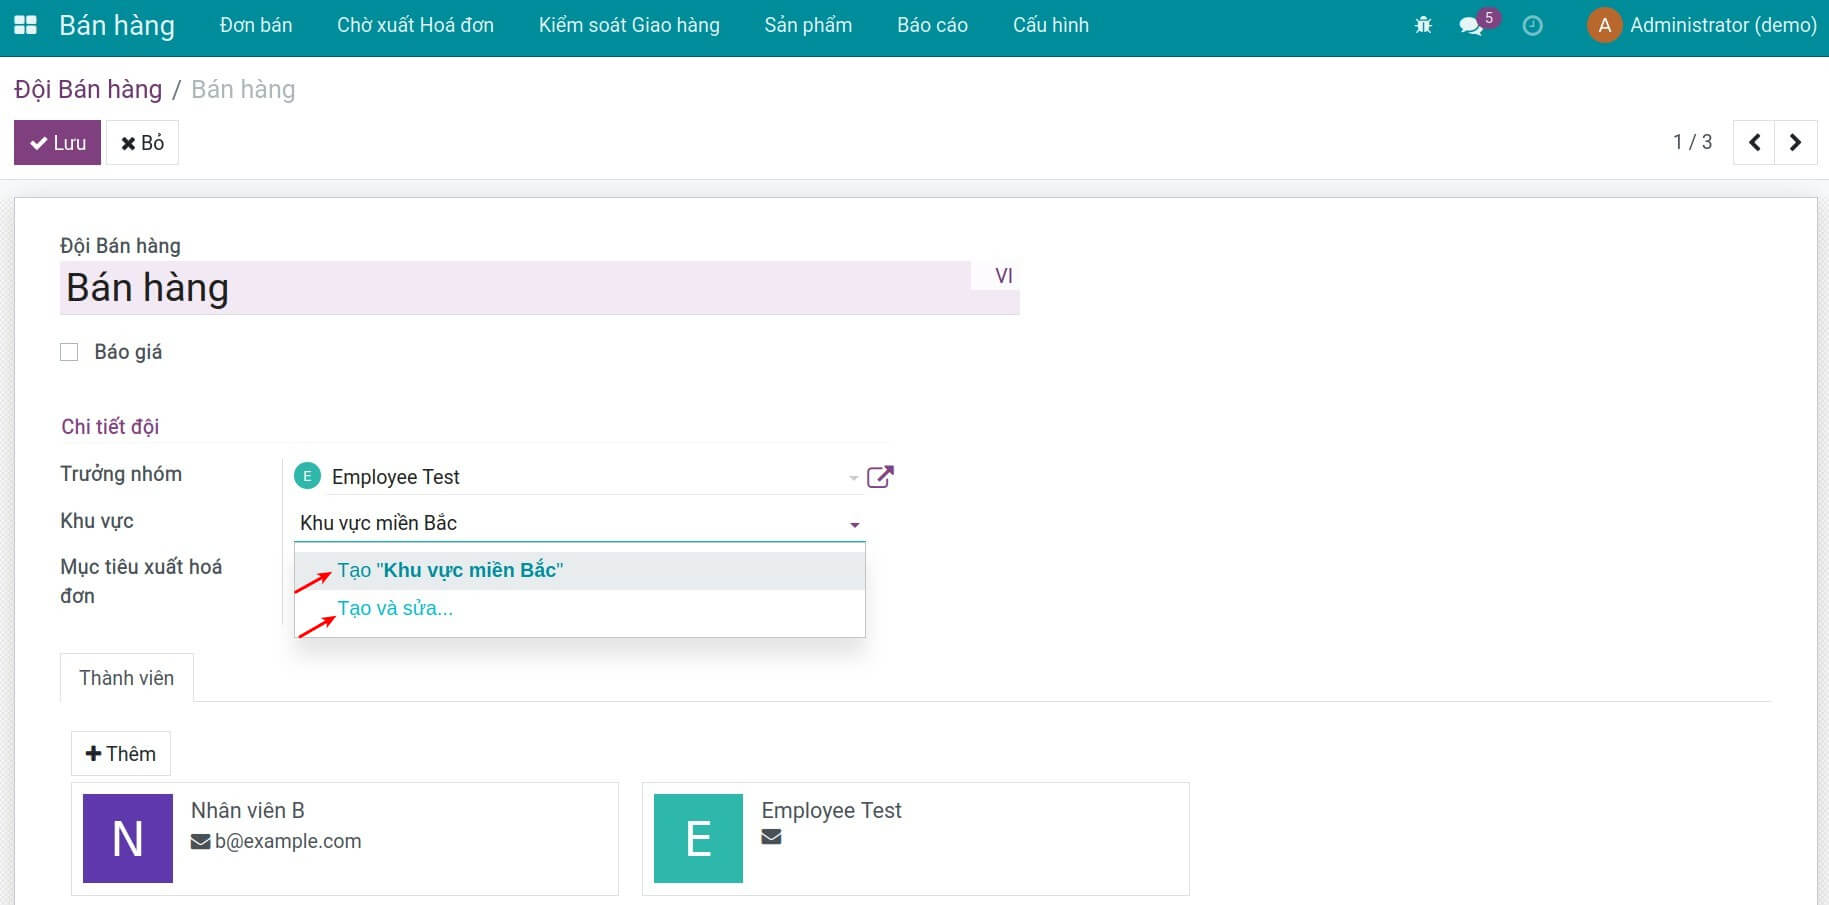 Bán hàng Đơn bán Chờ xuất Hoá đơn Kiểm soát Giao hàng Sản phẩm Báo cáo Cấu hình 5 A Administrator (demo)
Đội Bán hàng / Bán hàng
Lưu Bỏ 1 / 3
Đội Bán hàng
Bán hàng VI
Báo giá
Chi tiết đội
Trưởng nhóm E Employee Test
Khu vực Khu vực miền Bắc
Mục tiêu xuất hoá
đơn
Tạo "Khu vực miền Bắc"
Tạo và sửa...
Thành viên
Thêm
N Nhân viên B
b@example.com
E Employee Test